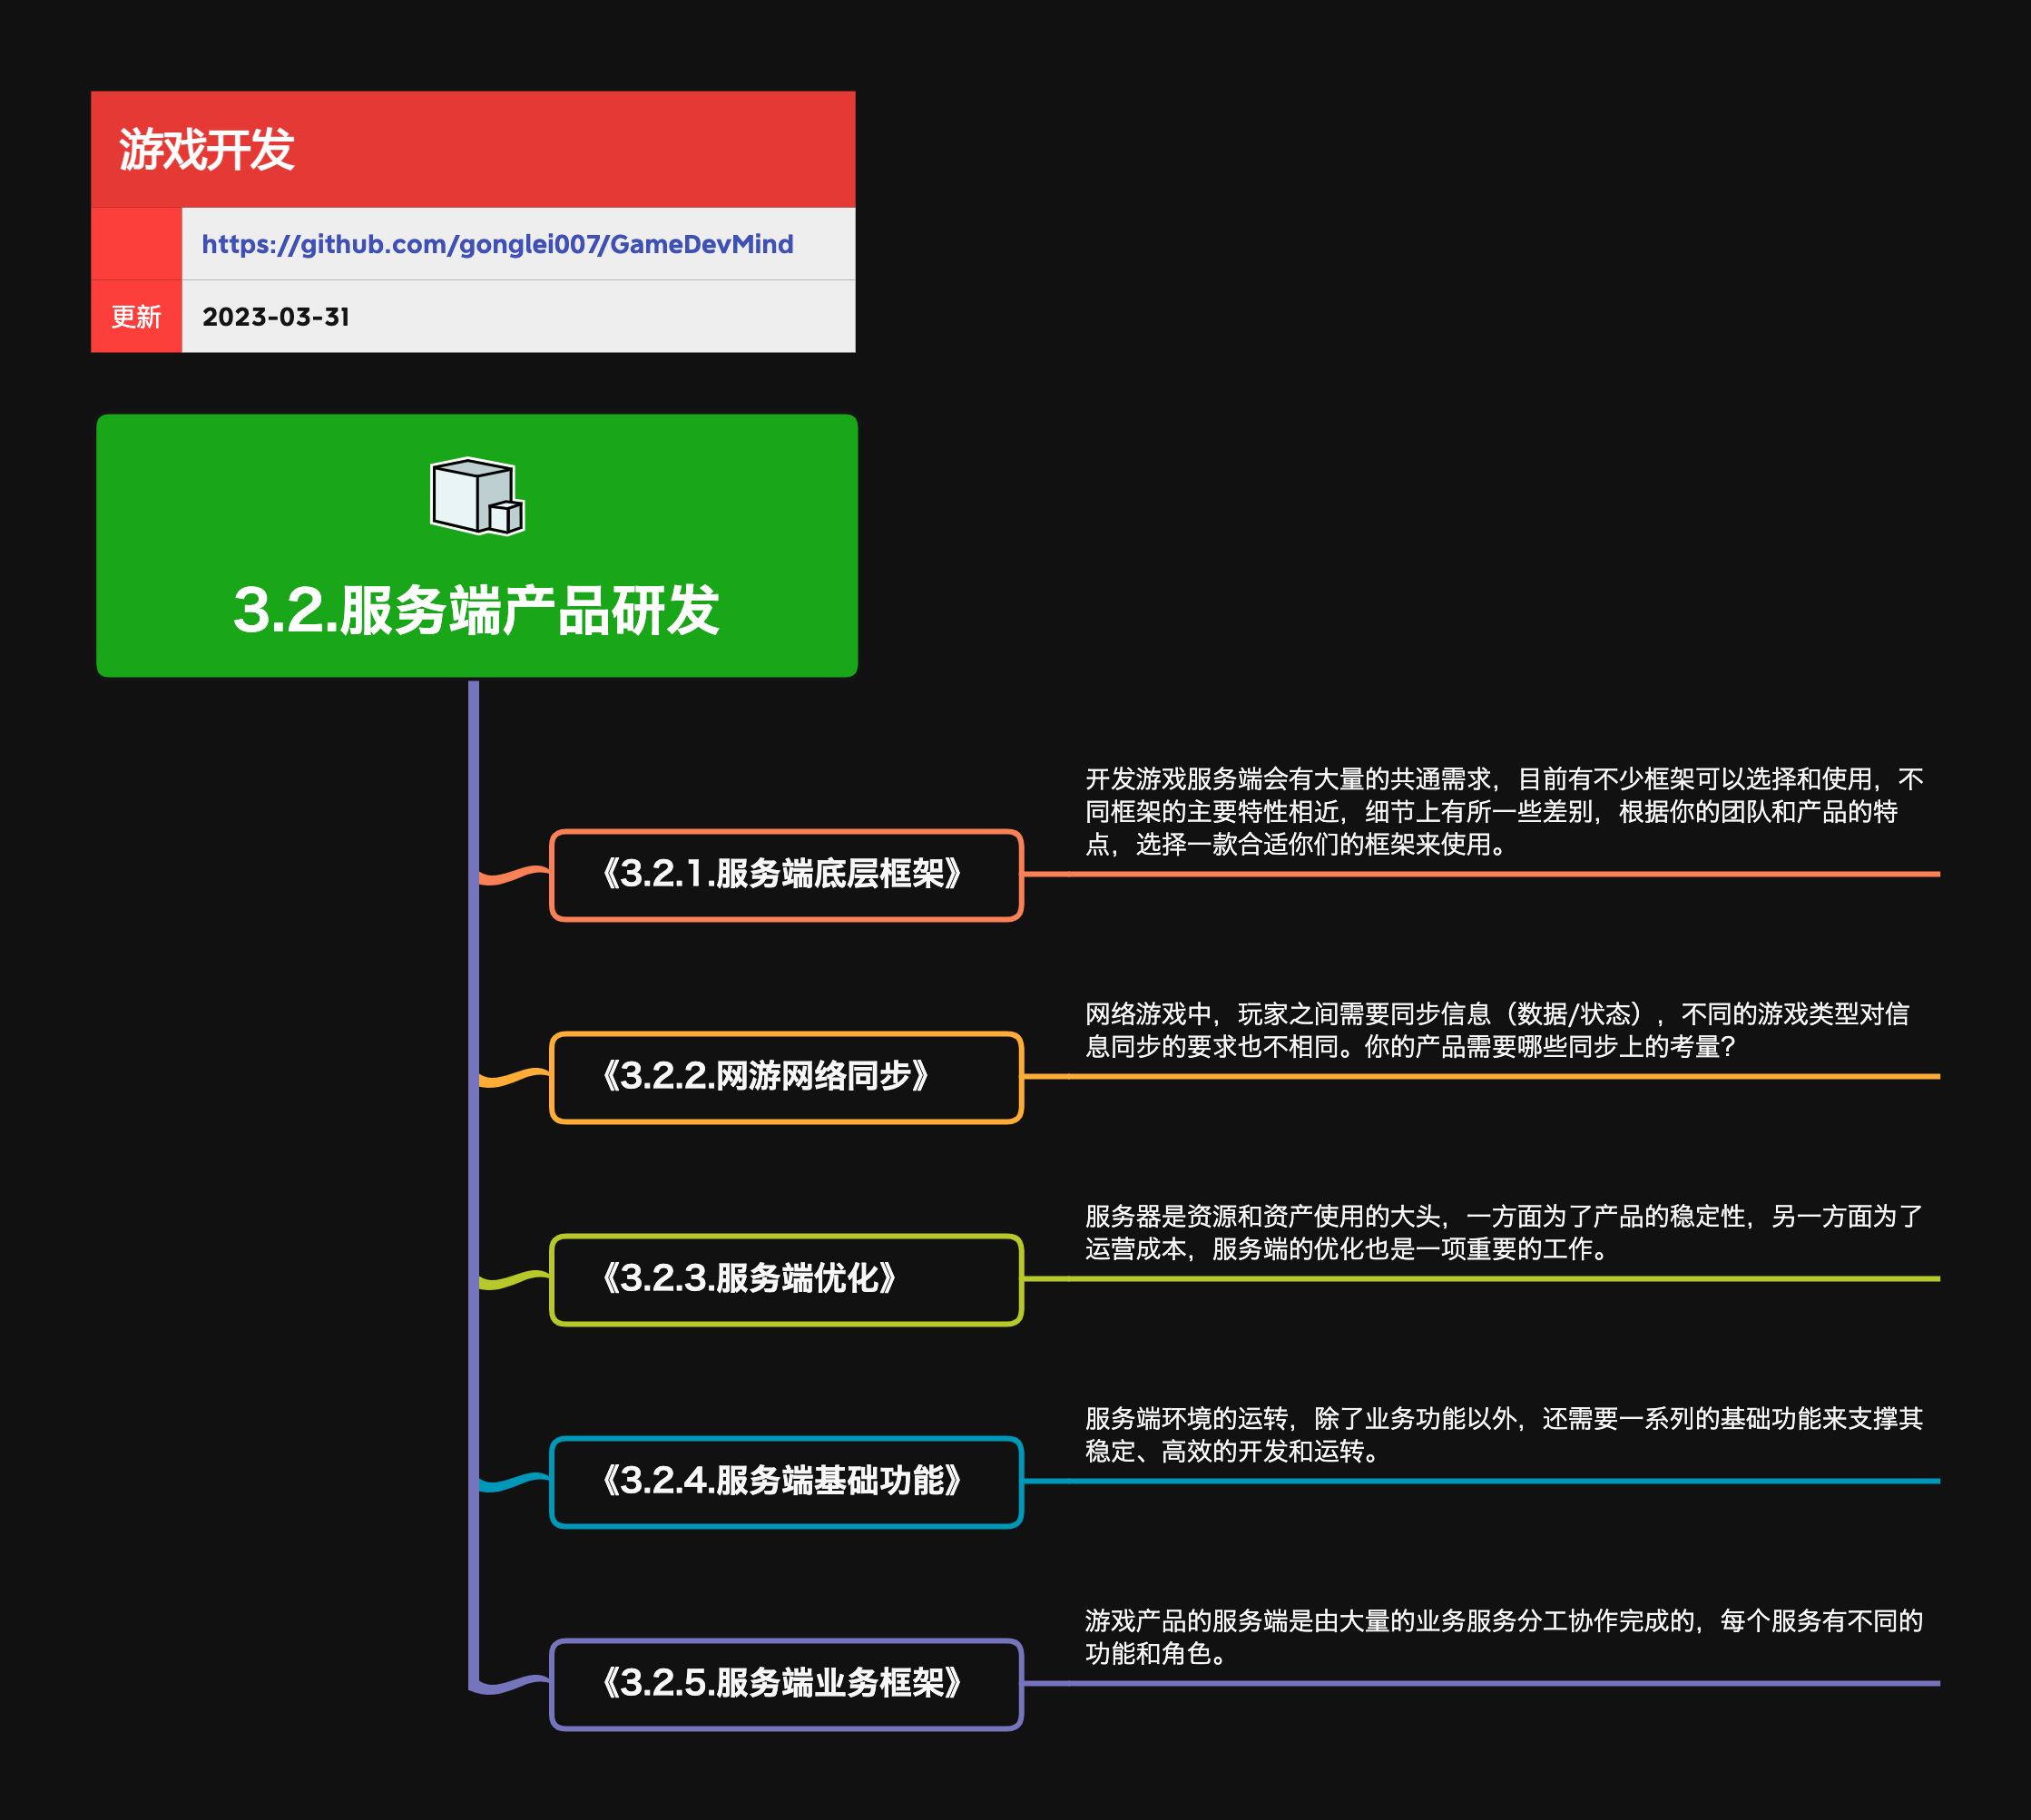 游戏开发
https://github.com/gonglei007/GameDevMind
更新 2023-03-31
3.2.服务端产品研发
《3.2.1.服务端底层框架》
开发游戏服务端会有大量的共通需求，目前有不少框架可以选择和使用，不
同框架的主要特性相近，细节上有所一些差别，根据你的团队和产品的特
点，选择一款合适你们的框架来使用。
《3.2.2.网游网络同步》
网络游戏中，玩家之间需要同步信息（数据/状态），不同的游戏类型对信
息同步的要求也不相同。你的产品需要哪些同步上的考量？
《3.2.3.服务端优化》
服务器是资源和资产使用的大头，一方面为了产品的稳定性，另一方面为了
运营成本，服务端的优化也是一项重要的工作。
《3.2.4.服务端基础功能》
服务端环境的运转，除了业务功能以外，还需要一系列的基础功能来支撑其
稳定、高效的开发和运转。
《3.2.5.服务端业务框架》
游戏产品的服务端是由大量的业务服务分工协作完成的，每个服务有不同的
功能和角色。